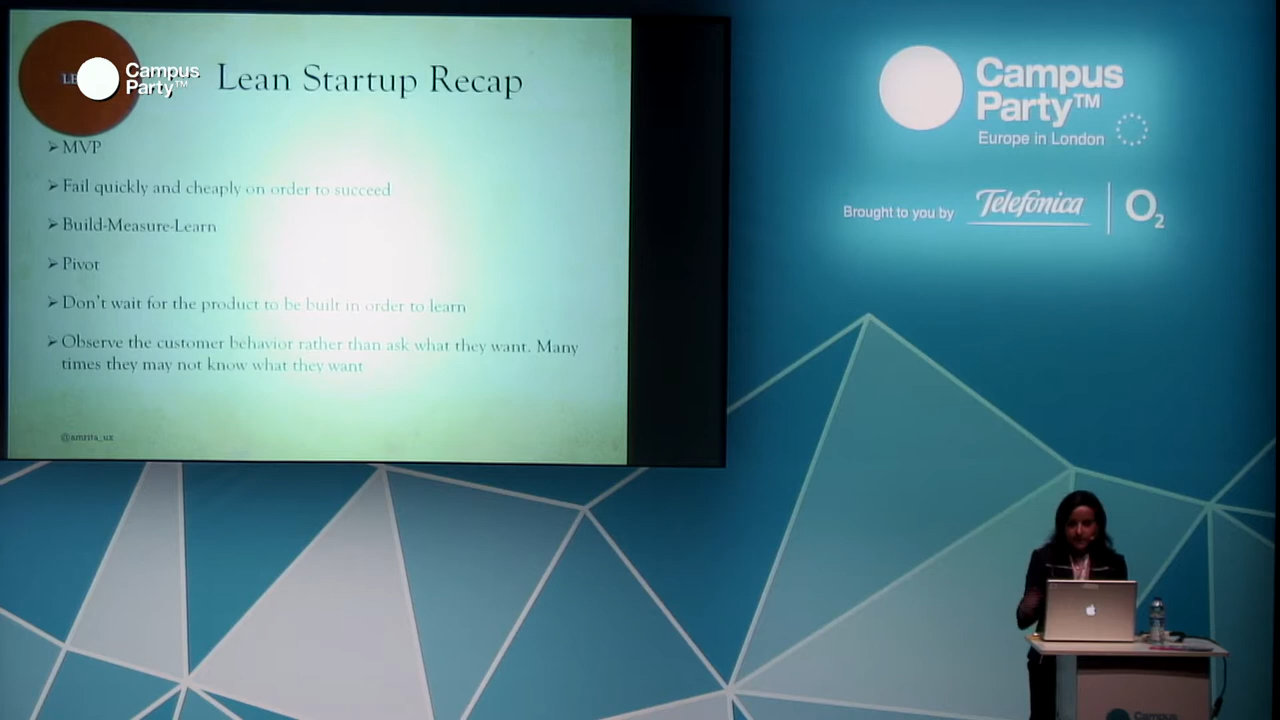 Campus
Party™
Lean Startup Recap
➢ MVP
➢ Fail quickly and cheaply on order to succeed
➢ Build-Measure-Learn
➢ Pivot
➢ Don't wait for the product to be built in order to learn
➢ Observe the customer behavior rather than ask what they want. Many
times they may not know what they want
@amrita_ux
Campus
Party™
Europe in London
Brought to you by Telefónica O2
Campus